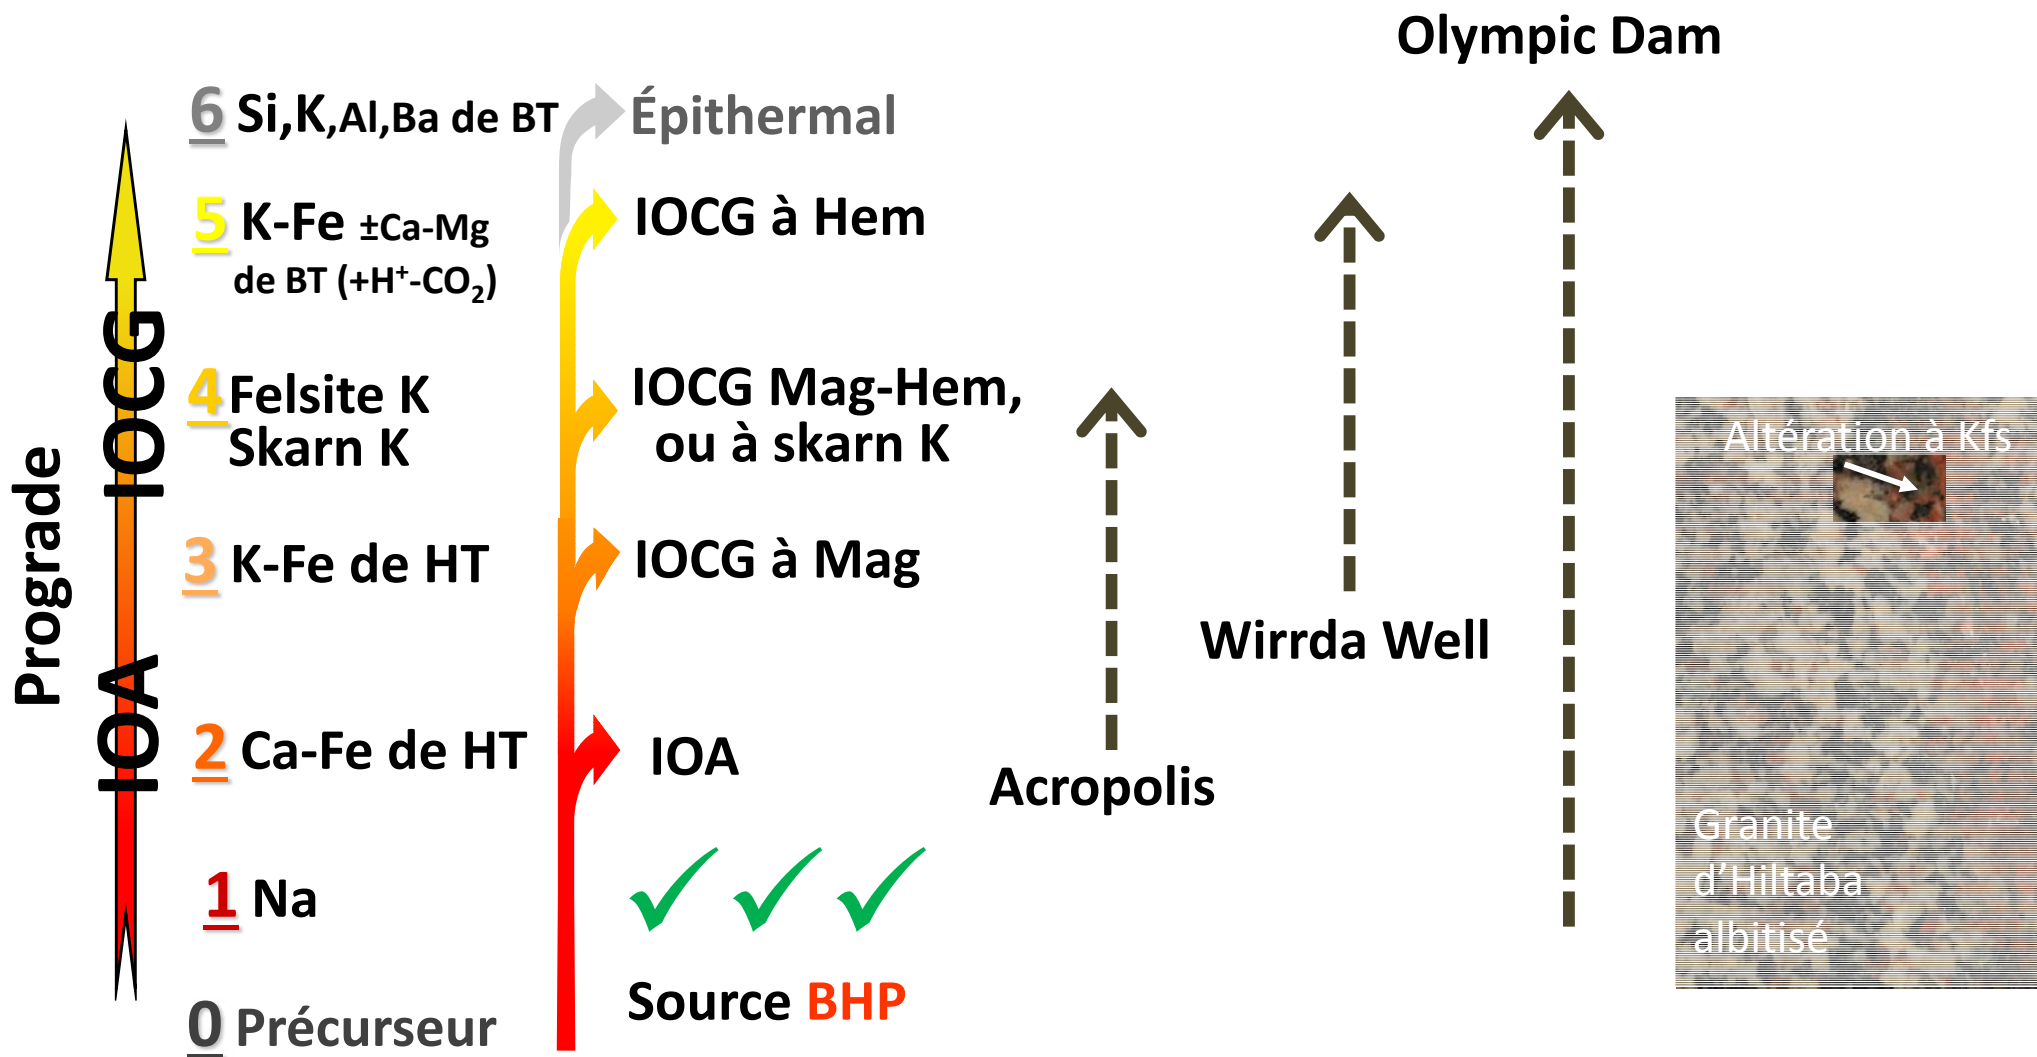 Olympic Dam
6 Si,K,Al,Ba de BT
Épithermal
5 K-Fe ±Ca-Mg
de BT (+H⁺-CO₂)
IOCG à Hem
4 Felsite K
Skarn K
IOCG Mag-Hem,
ou à skarn K
3 K-Fe de HT
IOCG à Mag
2 Ca-Fe de HT
IOA
1 Na
Source BHP
0 Précurseur
Prograde
IOA IOCG
Acropolis
Wirrda Well
Altération à Kfs
Granite
d’Hiltaba
albitisé